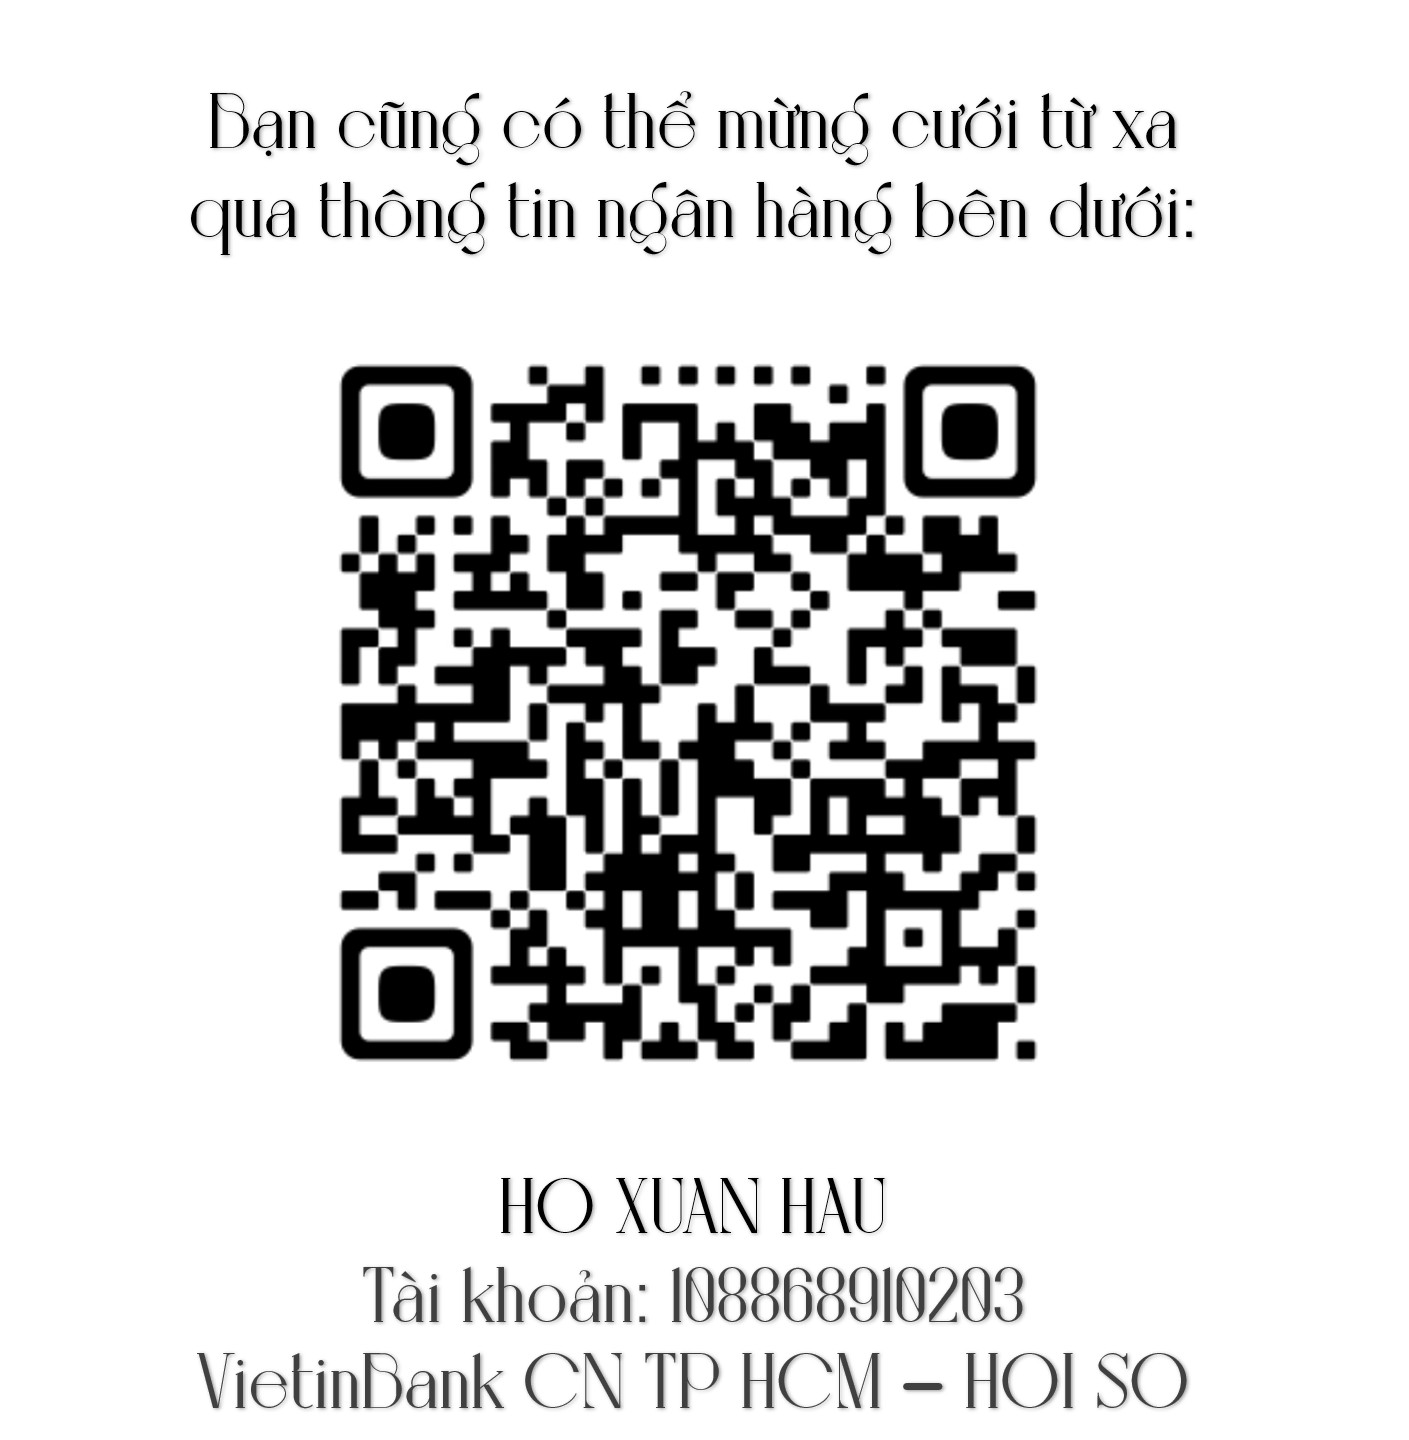 Bạn cũng có thể mừng cưới từ xa
qua thông tin ngân hàng bên dưới:
HO XUAN HAU
Tài khoản: 108868910203
VietinBank CN TP HCM – HOI SO